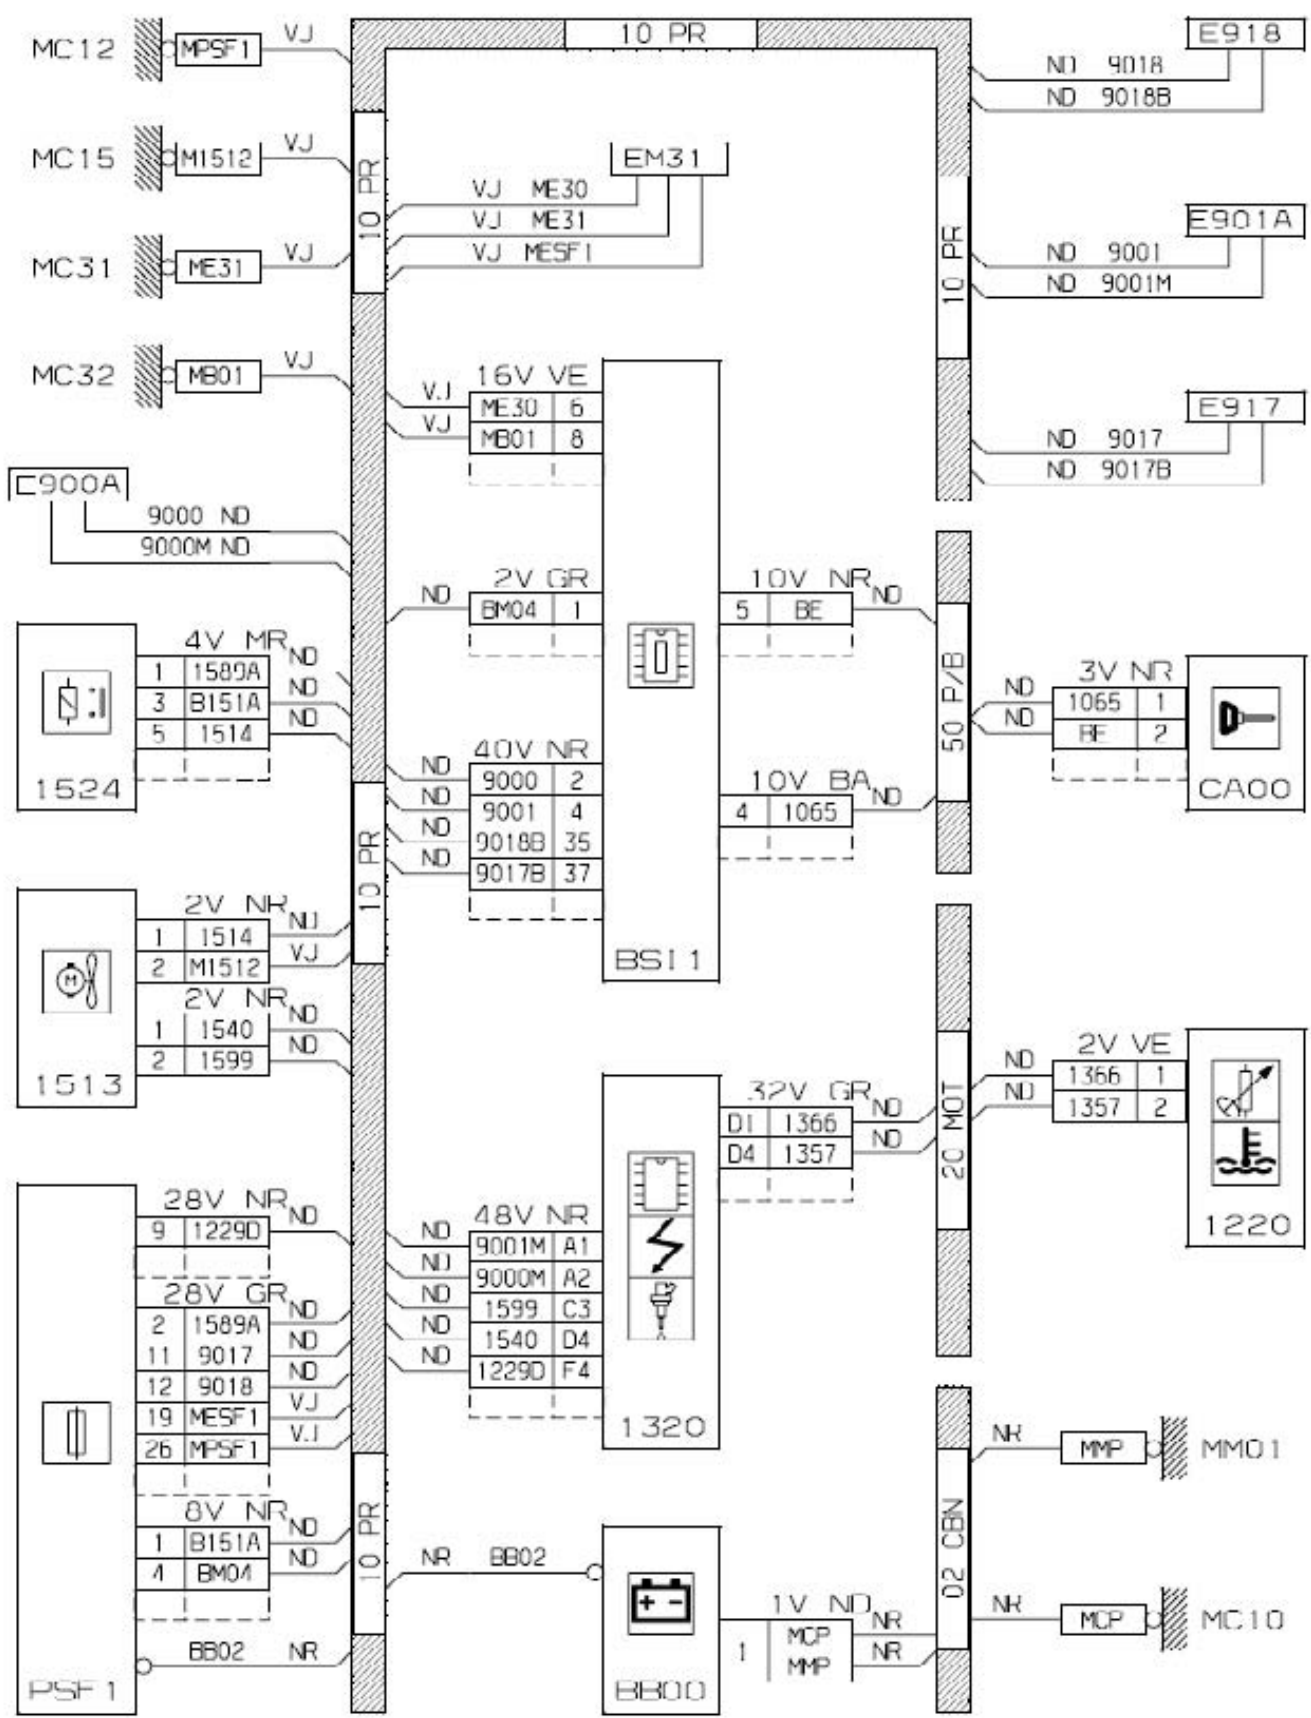 10 PR
MC12 MPSF1 VJ
MC15 M1512 VJ
MC31 ME31 VJ
MC32 MB01 VJ
10 PR
EM31
VJ ME30
VJ ME31
VJ MESF1
E918
ND 9018
ND 9018B
10 PR
E901A
ND 9001
ND 9001M
E917
ND 9017
ND 9017B
E900A
9000 ND
9000M ND
16V VE
VJ ME30 6
VJ MB01 8
2V GR
ND BM04 1
10V NR
5 BE ND
40V NR
ND 9000 2
ND 9001 4
ND 9018B 35
ND 9017B 37
10V BA
4 1065 ND
BSI1
50 P/B
3V NR
ND 1065 1
ND BE 2
CA00
4V MR
1 1589A ND
3 B151A ND
5 1514 ND
1524
10 PR
2V NR
1 1514 ND
2 M1512 VJ
2V NR
1 1540 ND
2 1599 ND
M
1513
32V GR
D1 1366 ND
D4 1357 ND
48V NR
ND 9001M A1
ND 9000M A2
ND 1599 C3
ND 1540 D4
ND 1229D F4
1320
20 MOT
2V VE
ND 1366 1
ND 1357 2
1220
28V NR
9 1229D ND
28V GR
2 1589A ND
11 9017 ND
12 9018 ND
19 MESF1 VJ
26 MPSF1 VJ
8V NR
1 B151A ND
4 BM04 ND
BB02 NR
PSF1
10 PR
NR BB02
+ -
1V ND
1 MCP NR
MMP NR
BB00
02 CBN
NR MMP MM01
NR MCP MC10